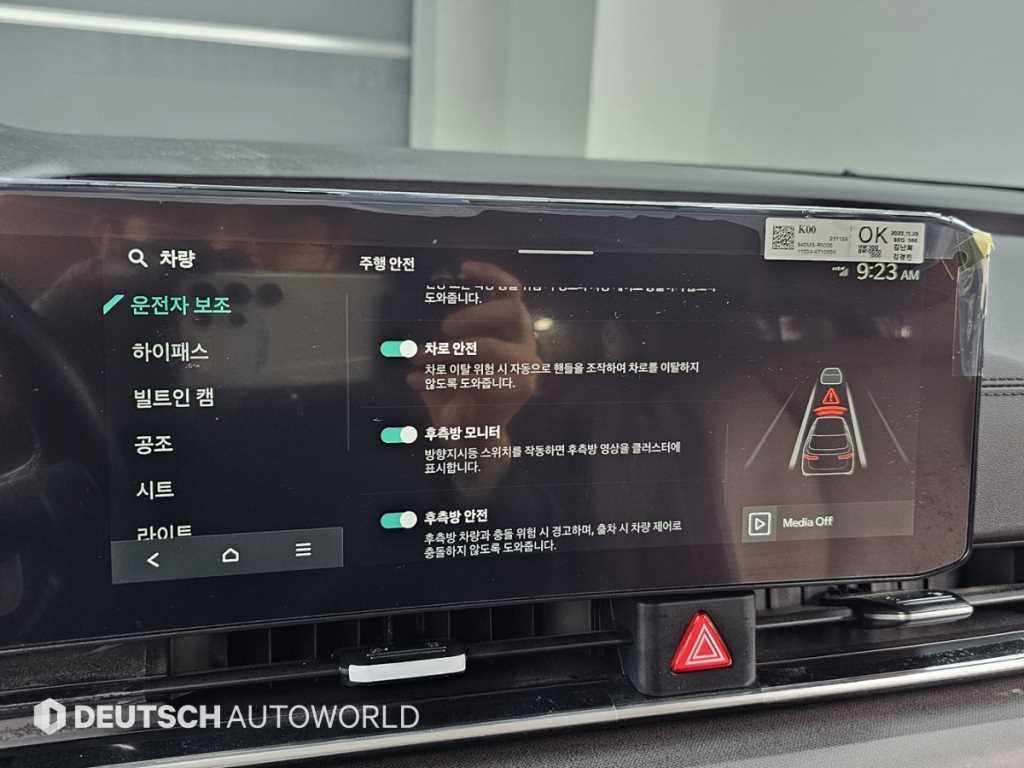 K00
OK
차량
주행 안전
9:23 AM
운전자 보조
도와줍니다.
하이패스
차로 안전
차로 이탈 위험 시 자동으로 핸들을 조작하여 차로를 이탈하지
않도록 도와줍니다.
빌트인 캠
후측방 모니터
방향지시등 스위치를 작동하면 후측방 영상을 클러스터에
표시합니다.
공조
시트
후측방 안전
후측방 차량과 충돌 위험 시 경고하며, 출차 시 차량 제어로
충돌하지 않도록 도와줍니다.
라이트
Media Off
DEUTSCH AUTOWORLD